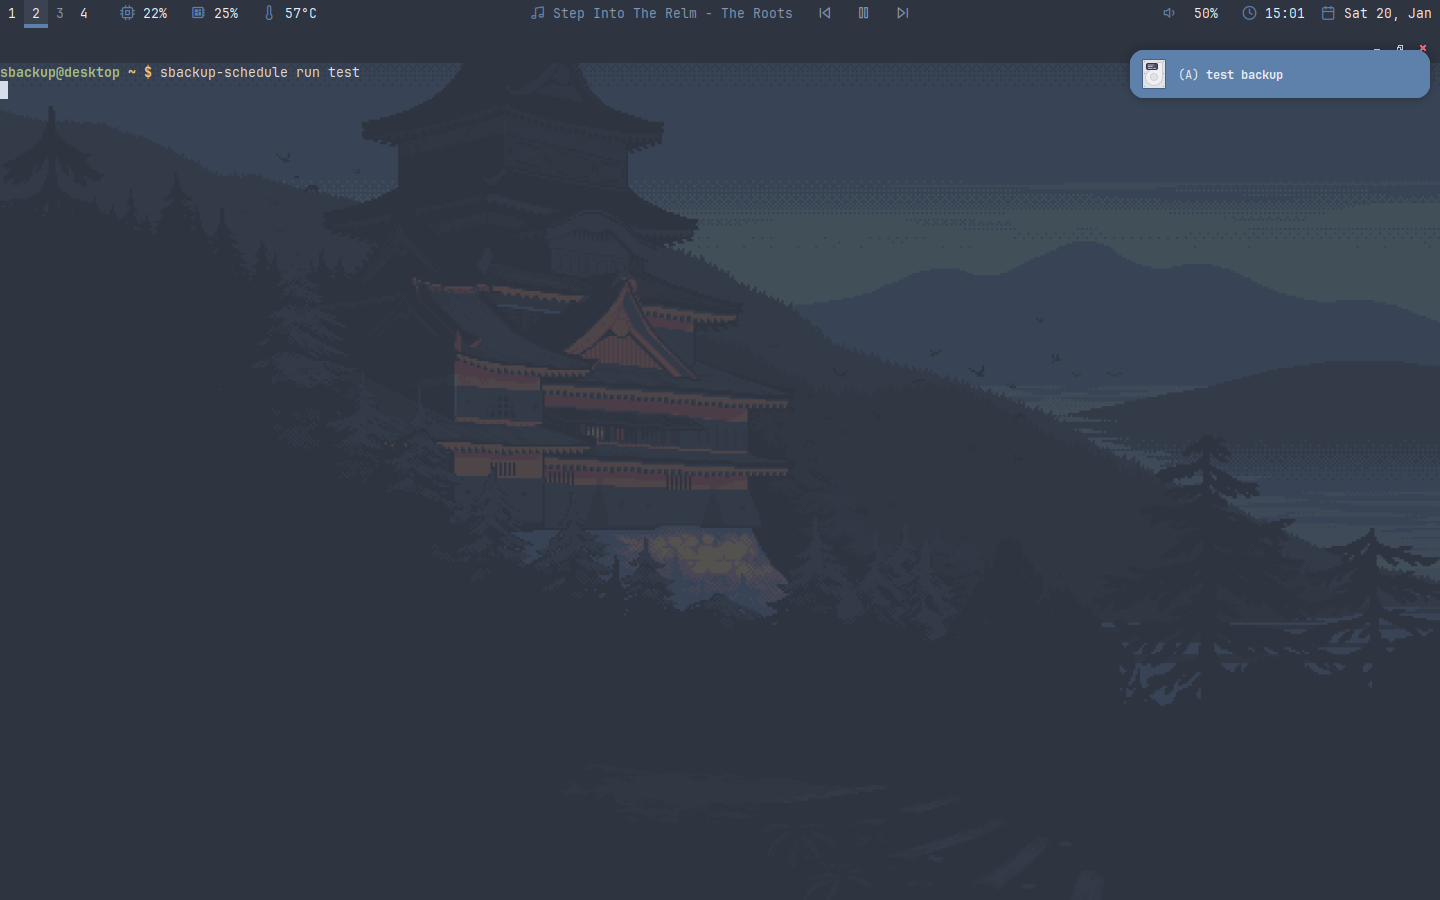 1 2 3 4 22% 25% 57°C Step Into The Relm - The Roots 50% 15:01 Sat 20, Jan
sbackup@desktop ~ $ sbackup-schedule run test
(A) test backup